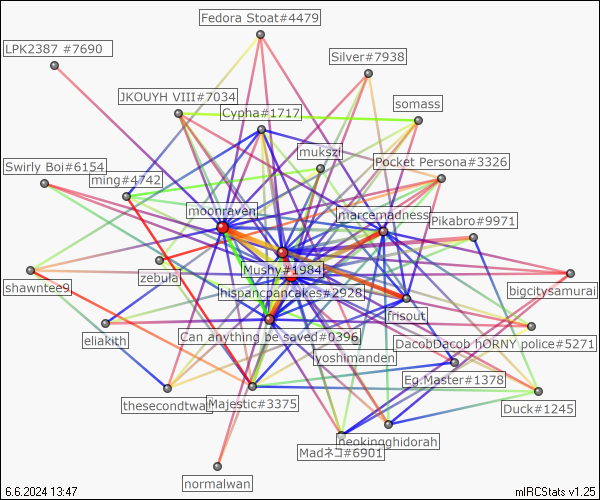 Fedora Stoat#4479
LPK2387 #7690
Silver#7938
JKOUYH VIII#7034
somass
Cypha#1717
mukszi
Pocket Persona#3326
Swirly Boi#6154
ming#4742
moonraven
marcemadness
Pikabro#9971
Mushy#1984
zebula
shawntee9
hispancpancakes#2928
bigcitysamurai
frisout
eliakith
Can anything be saved#0396
DacobDacob hORNY police#5271
yoshimanden
Eg.Master#1378
thesecondtwal
Majestic#3375
Duck#1245
neokingghidorah
Madネコ#6901
normalwan
6.6.2024 13:47
mIRCStats v1.25